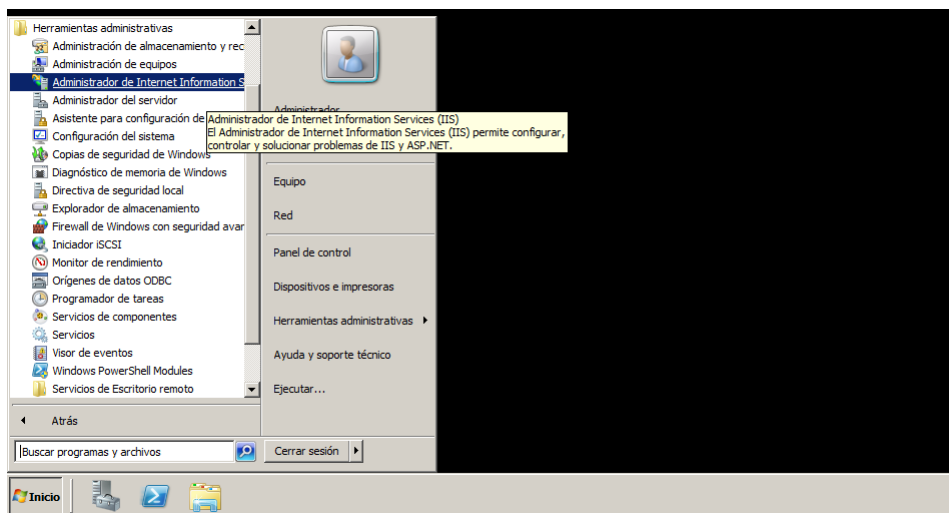 Herramientas administrativas
Administración de almacenamiento y rec
Administración de equipos
Administrador de Internet Information S
Administración del servidor
Asistente para configuración de
Configuración del sistema
Copias de seguridad de Windows
Diagnóstico de memoria de Windows
Directiva de seguridad local
Explorador de almacenamiento
Firewall de Windows con seguridad avar
Iniciador iSCSI
Monitor de rendimiento
Orígenes de datos ODBC
Programador de tareas
Servicios de componentes
Servicios
Visor de eventos
Windows PowerShell Modules
Servicios de Escritorio remoto
Atrás
Buscar programas y archivos
Administrador
Administrador de Internet Information Services (IIS)
El Administrador de Internet Information Services (IIS) permite configurar,
controlar y solucionar problemas de IIS y ASP.NET.
Equipo
Red
Panel de control
Dispositivos e impresoras
Herramientas administrativas
Ayuda y soporte técnico
Ejecutar...
Cerrar sesión
Inicio